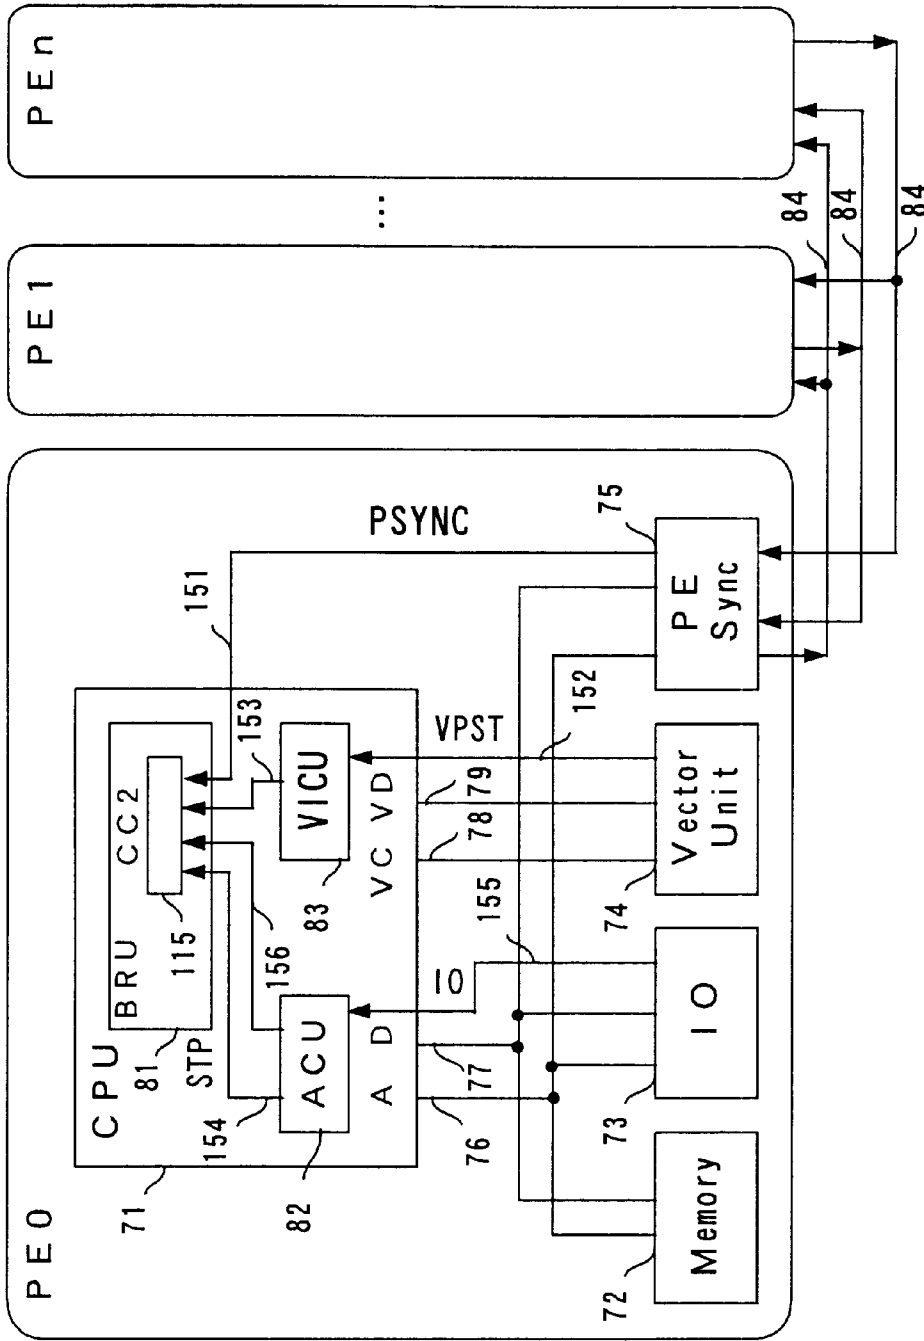 PE0
71
CPU
81
BRU
CC2
115
STP
154
156
153
151
82
ACU
83
VICU
A
D
VC
VD
76
77
IO
155
78
79
VPST
152
PSYNC
75
72
Memory
73
IO
74
Vector
Unit
PE
Sync
PE1
...
PEn
84
84
84